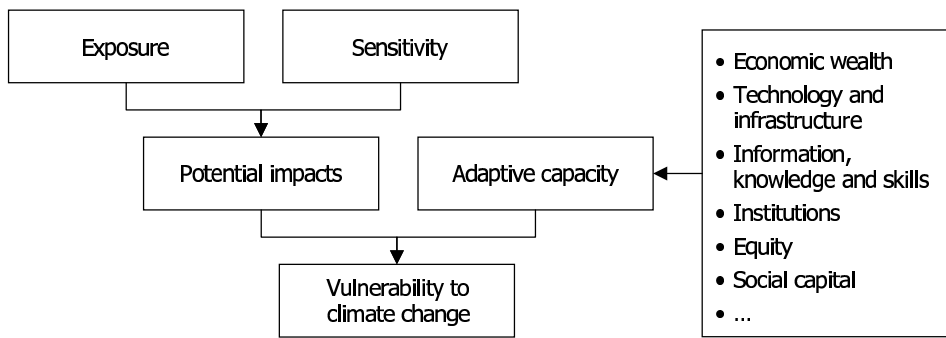 Exposure
Sensitivity
Potential impacts
Adaptive capacity
Vulnerability to
climate change
• Economic wealth
• Technology and
infrastructure
• Information,
knowledge and skills
• Institutions
• Equity
• Social capital
• ...